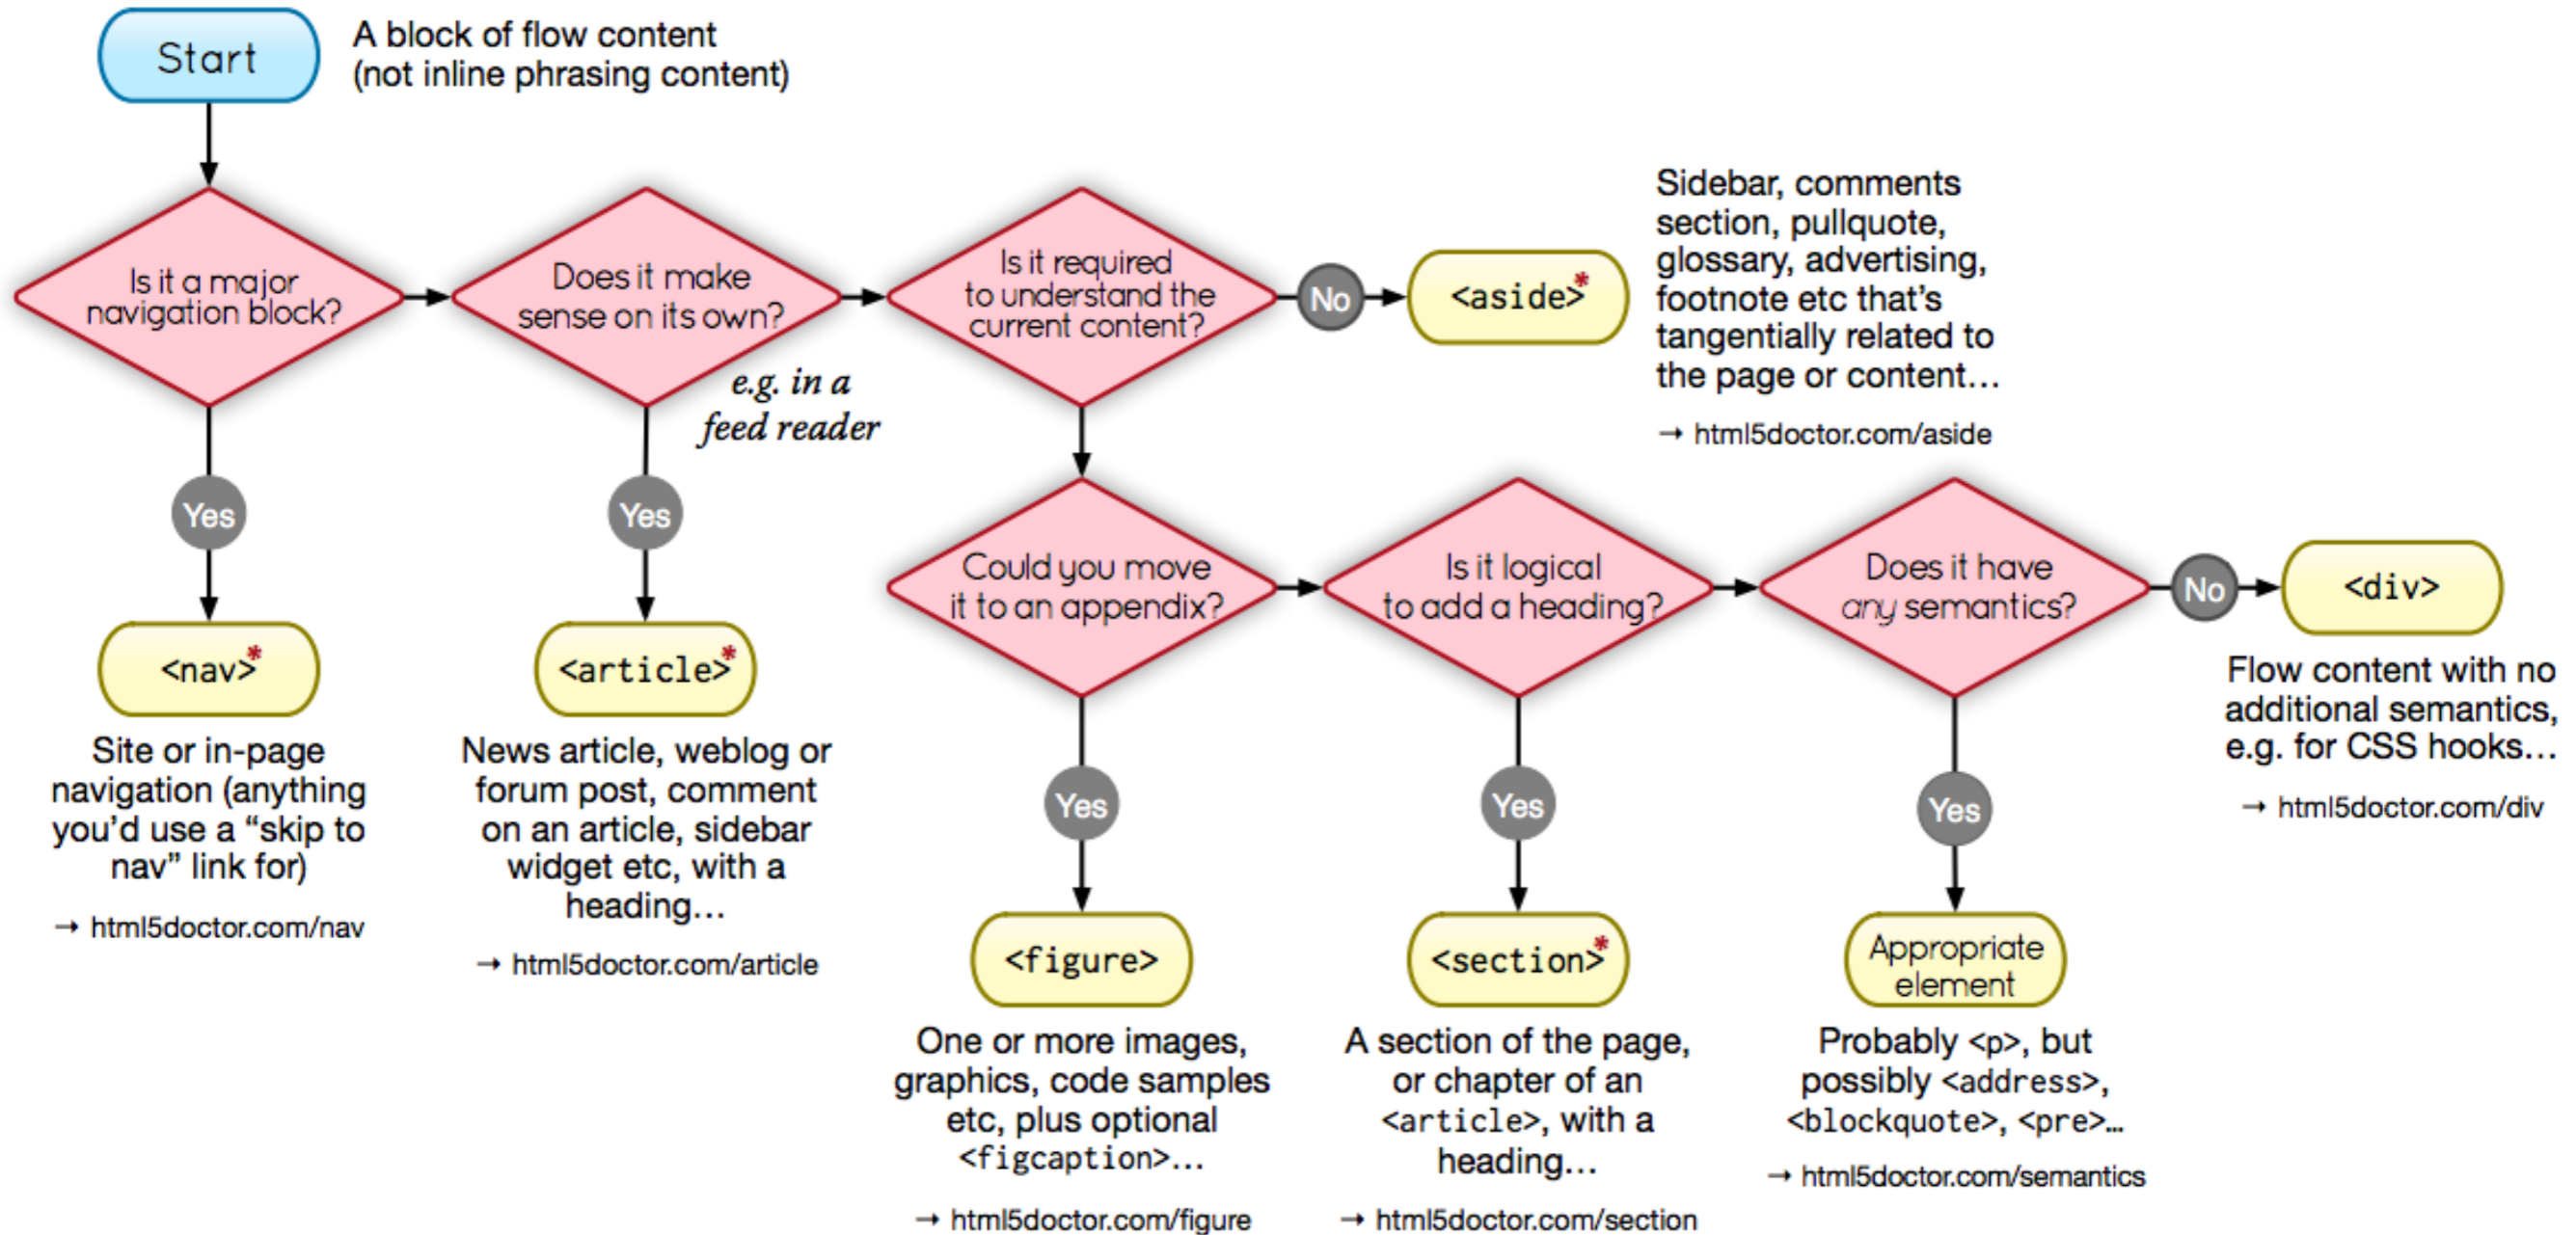 Start
A block of flow content
(not inline phrasing content)
Is it a major
navigation block?
Does it make
sense on its own?
e.g. in a
feed reader
Is it required
to understand the
current content?
No
<aside>*
Sidebar, comments
section, pullquote,
glossary, advertising,
footnote etc that’s
tangentially related to
the page or content…
→ html5doctor.com/aside
Yes
<nav>*
Site or in-page
navigation (anything
you’d use a “skip to
nav” link for)
→ html5doctor.com/nav
Yes
<article>*
News article, weblog or
forum post, comment
on an article, sidebar
widget etc, with a
heading…
→ html5doctor.com/article
Could you move
it to an appendix?
Yes
<figure>
One or more images,
graphics, code samples
etc, plus optional
<figcaption>…
→ html5doctor.com/figure
Is it logical
to add a heading?
Yes
<section>*
A section of the page,
or chapter of an
<article>, with a
heading…
→ html5doctor.com/section
Does it have
any semantics?
Yes
Appropriate
element
Probably <p>, but
possibly <address>,
<blockquote>, <pre>…
→ html5doctor.com/semantics
No
<div>
Flow content with no
additional semantics,
e.g. for CSS hooks…
→ html5doctor.com/div